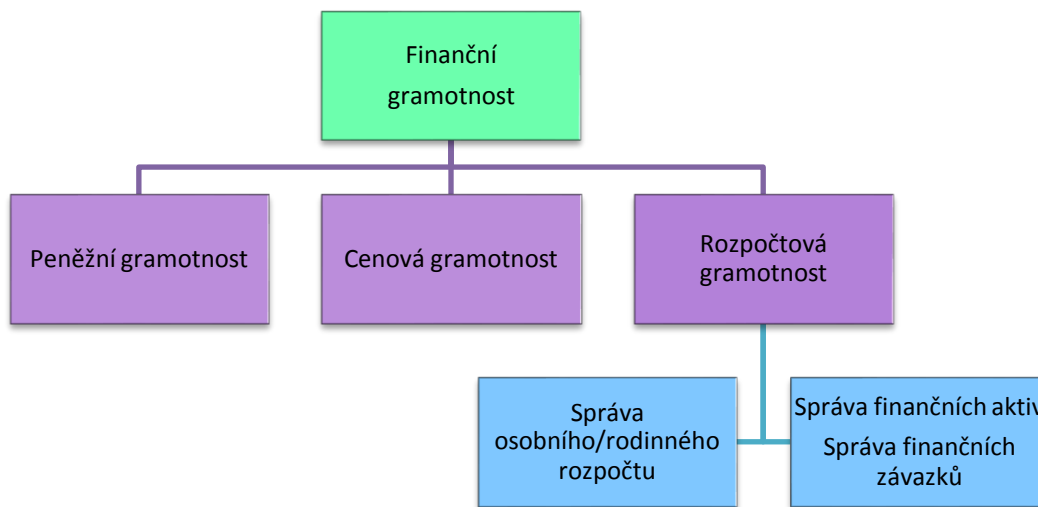 Finanční
gramotnost
Peněžní gramotnost
Cenová gramotnost
Rozpočtová
gramotnost
Správa
osobního/rodinného
rozpočtu
Správa finančních aktiv
Správa finančních
závazků